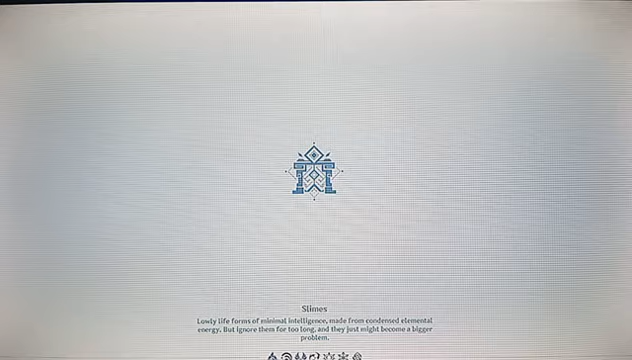 Slimes
Lowly life forms of minimal intelligence, made from condensed elemental
energy. But ignore them for too long, and they just might become a bigger
problem.